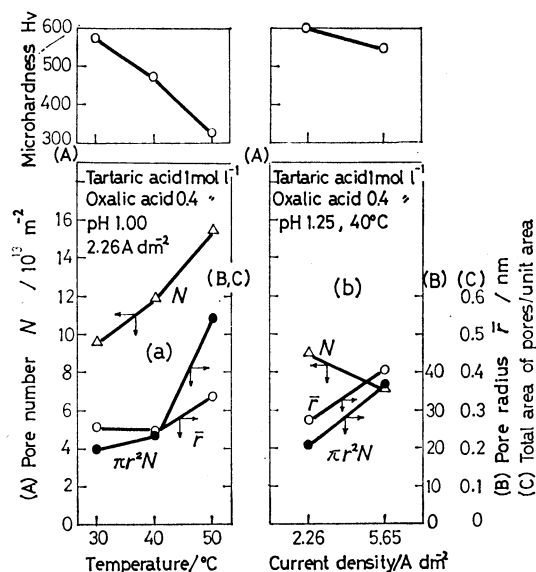 Microhardness Hv
600
500
400
300
(A)
(A)
Tartaric acid 1mol l⁻¹
Oxalic acid 0.4 〃
pH 1.00
2.26A dm⁻²
Tartaric acid 1mol l⁻¹
Oxalic acid 0.4 〃
pH 1.25, 40°C
(A) Pore number N / 10¹³ m⁻²
16
14
12
10
8
6
4
2
0
(B,C)
N
(a)
r̄
πr²N
30
40
50
Temperature/°C
(b)
N
r̄
πr²N
2.26
5.65
Current density/A dm⁻²
(B)
(C)
40
30
20
10
0
0.6
0.5
0.4
0.3
0.2
0.1
0
(B) Pore radius r̄ / nm
(C) Total area of pores/unit area